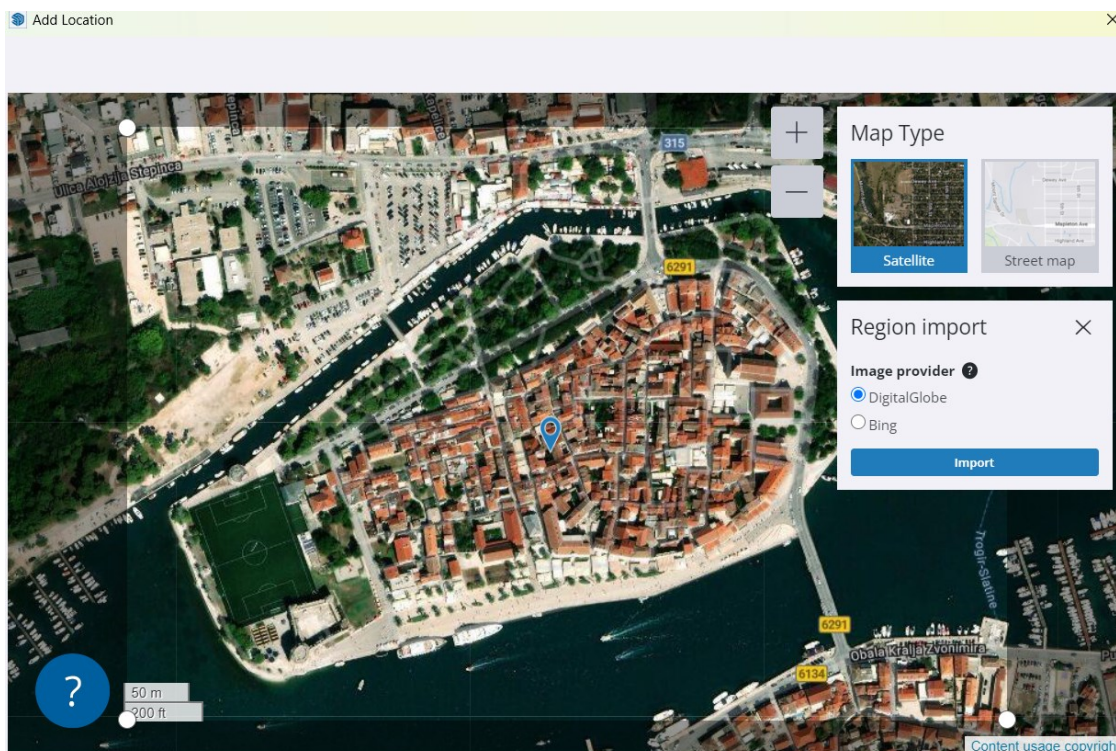 Add Location
Ulica Alojzija Stepinca
315
6291
Map Type
Satellite
Street map
Region import
Image provider ?
DigitalGlobe
Bing
Import
Trogir-Slatine
6291
Obala Kralja Zvonimira
6134
?
50 m
200 ft
Content usage copyrigh